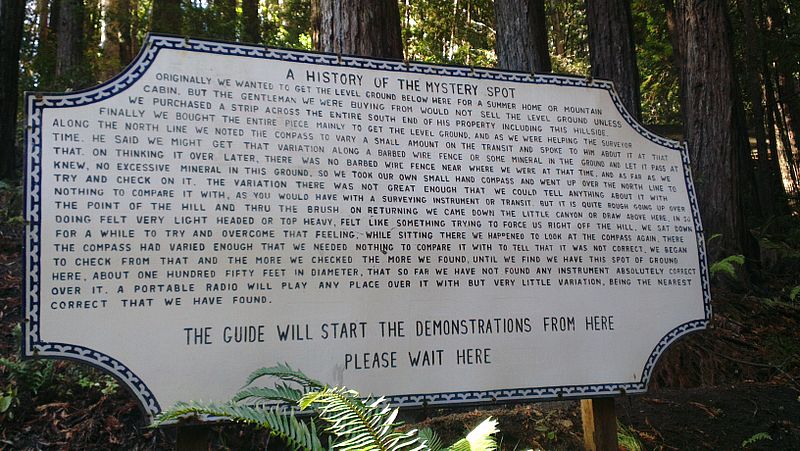 A HISTORY OF THE MYSTERY SPOT
ORIGINALLY WE WANTED TO GET THE LEVEL GROUND BELOW HERE FOR A SUMMER HOME OR MOUNTAIN
CABIN, BUT THE GENTLEMAN WE WERE BUYING FROM WOULD NOT SELL THE LEVEL GROUND UNLESS
WE PURCHASED A STRIP ACROSS THE ENTIRE SOUTH END OF HIS PROPERTY INCLUDING THIS HILLSIDE.
FINALLY WE BOUGHT THE ENTIRE PIECE MAINLY TO GET THE LEVEL GROUND, AND AS WE WERE HELPING THE SURVEYOR
ALONG THE NORTH LINE WE NOTED THE COMPASS TO VARY A SMALL AMOUNT ON THE TRANSIT AND SPOKE TO HIM ABOUT IT AT THAT
TIME. HE SAID WE MIGHT GET THAT VARIATION ALONG A BARBED WIRE FENCE OR SOME MINERAL IN THE GROUND AND LET IT PASS AT
THAT. ON THINKING IT OVER LATER, THERE WAS NO BARBED WIRE FENCE NEAR WHERE WE WERE AT THAT TIME, AND AS FAR AS WE
KNEW, NO EXCESSIVE MINERAL IN THIS GROUND, SO WE TOOK OUR OWN SMALL HAND COMPASS AND WENT UP OVER THE NORTH LINE TO
TRY AND CHECK ON IT. THE VARIATION THERE WAS NOT GREAT ENOUGH THAT WE COULD TELL ANYTHING ABOUT IT WITH
NOTHING TO COMPARE IT WITH, AS YOU WOULD HAVE WITH A SURVEYING INSTRUMENT OR TRANSIT. BUT IT IS QUITE ROUGH GOING UP OVER
THE POINT OF THE HILL AND THRU THE BRUSH. ON RETURNING WE CAME DOWN THE LITTLE CANYON OR DRAW ABOVE HERE. IN SO
DOING FELT VERY LIGHT HEADED OR TOP HEAVY, FELT LIKE SOMETHING TRYING TO FORCE US RIGHT OFF THE HILL. WE SAT DOWN
FOR A WHILE TO TRY AND OVERCOME THAT FEELING; WHILE SITTING THERE WE HAPPENED TO LOOK AT THE COMPASS AGAIN. THERE
THE COMPASS HAD VARIED ENOUGH THAT WE NEEDED NOTHING TO COMPARE IT WITH TO TELL THAT IT WAS NOT CORRECT, WE BEGAN
TO CHECK FROM THAT AND THE MORE WE CHECKED THE MORE WE FOUND, UNTIL WE FIND WE HAVE THIS SPOT OF GROUND
HERE, ABOUT ONE HUNDRED FIFTY FEET IN DIAMETER, THAT SO FAR WE HAVE NOT FOUND ANY INSTRUMENT ABSOLUTELY CORRECT
OVER IT. A PORTABLE RADIO WILL PLAY ANY PLACE OVER IT WITH BUT VERY LITTLE VARIATION, BEING THE NEAREST
CORRECT THAT WE HAVE FOUND.
THE GUIDE WILL START THE DEMONSTRATIONS FROM HERE
PLEASE WAIT HERE